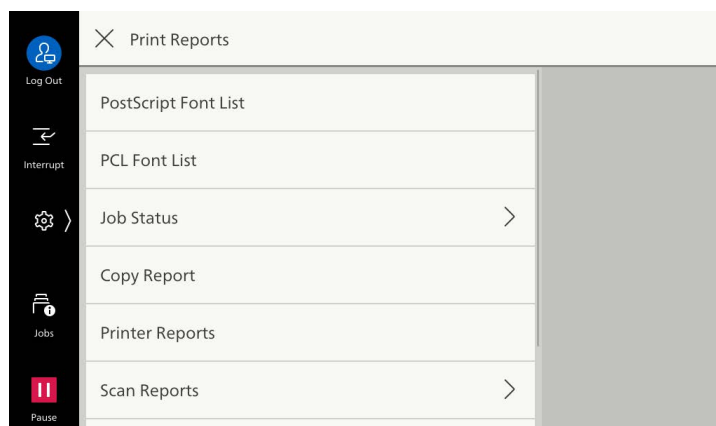 Print Reports
Log Out
Interrupt
Jobs
Pause
PostScript Font List
PCL Font List
Job Status
Copy Report
Printer Reports
Scan Reports